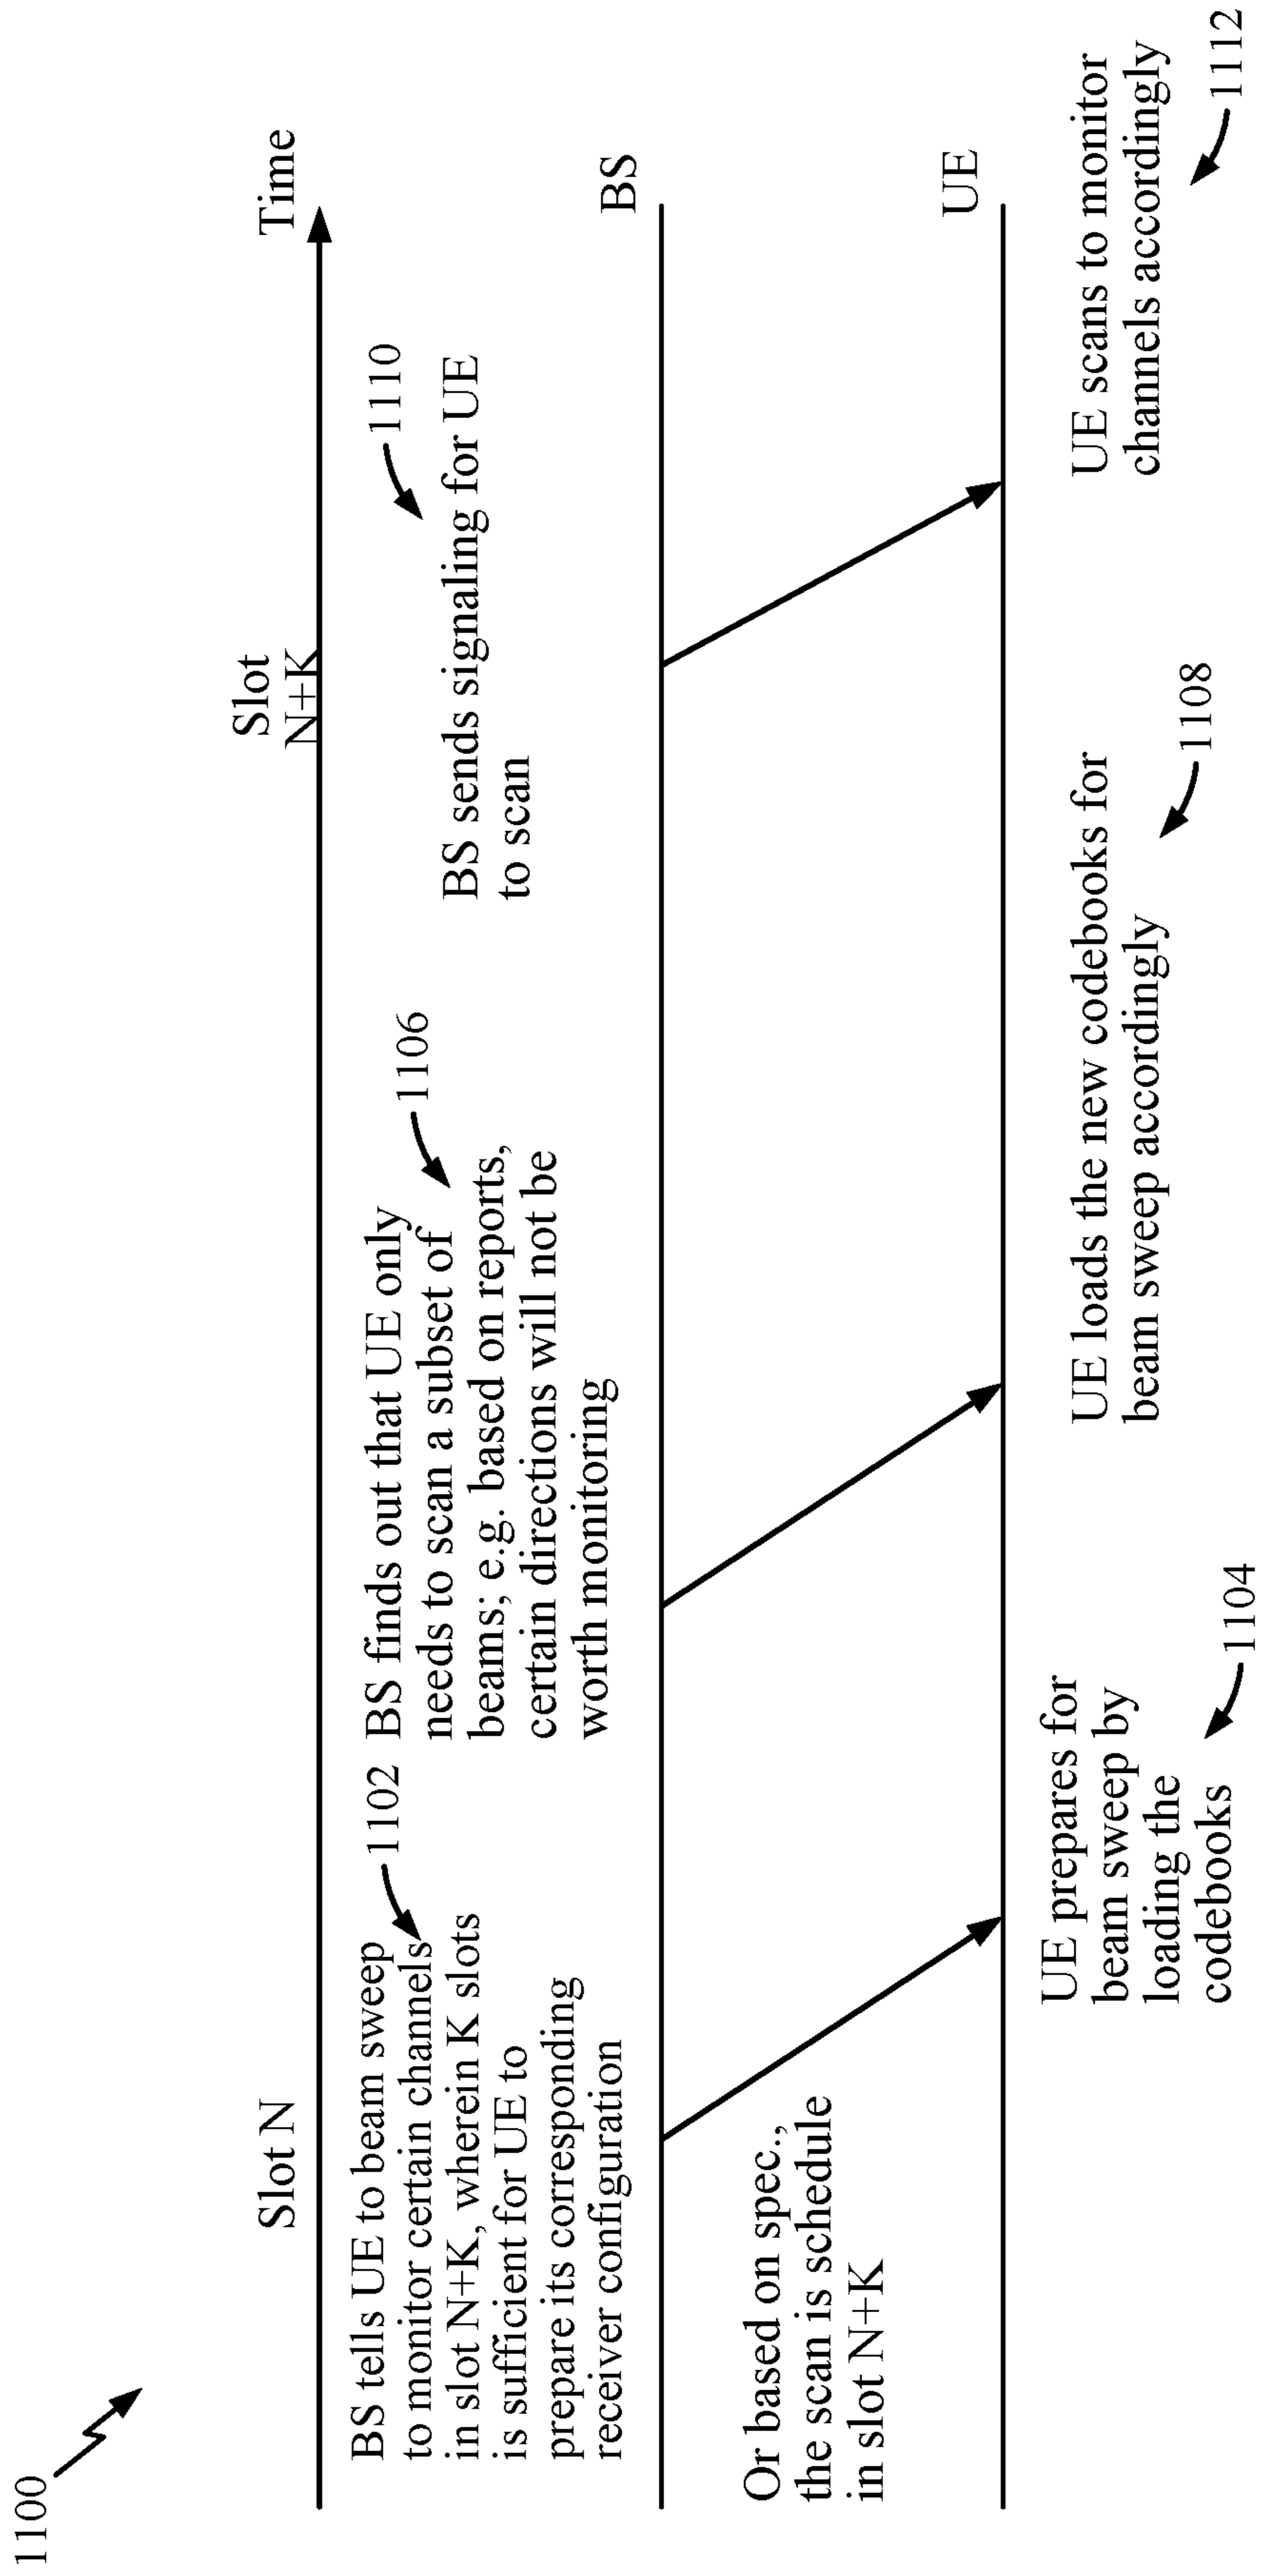 1100
Slot N
Slot
N+K
Time
BS tells UE to beam sweep
to monitor certain channels
in slot N+K, wherein K slots
is sufficient for UE to
prepare its corresponding
receiver configuration
1102
BS finds out that UE only
needs to scan a subset of
beams; e.g. based on reports,
certain directions will not be
worth monitoring
1106
BS sends signaling for UE
to scan
1110
BS
Or based on spec.,
the scan is schedule
in slot N+K
UE
UE prepares for
beam sweep by
loading the
codebooks
1104
UE loads the new codebooks for
beam sweep accordingly
1108
UE scans to monitor
channels accordingly
1112